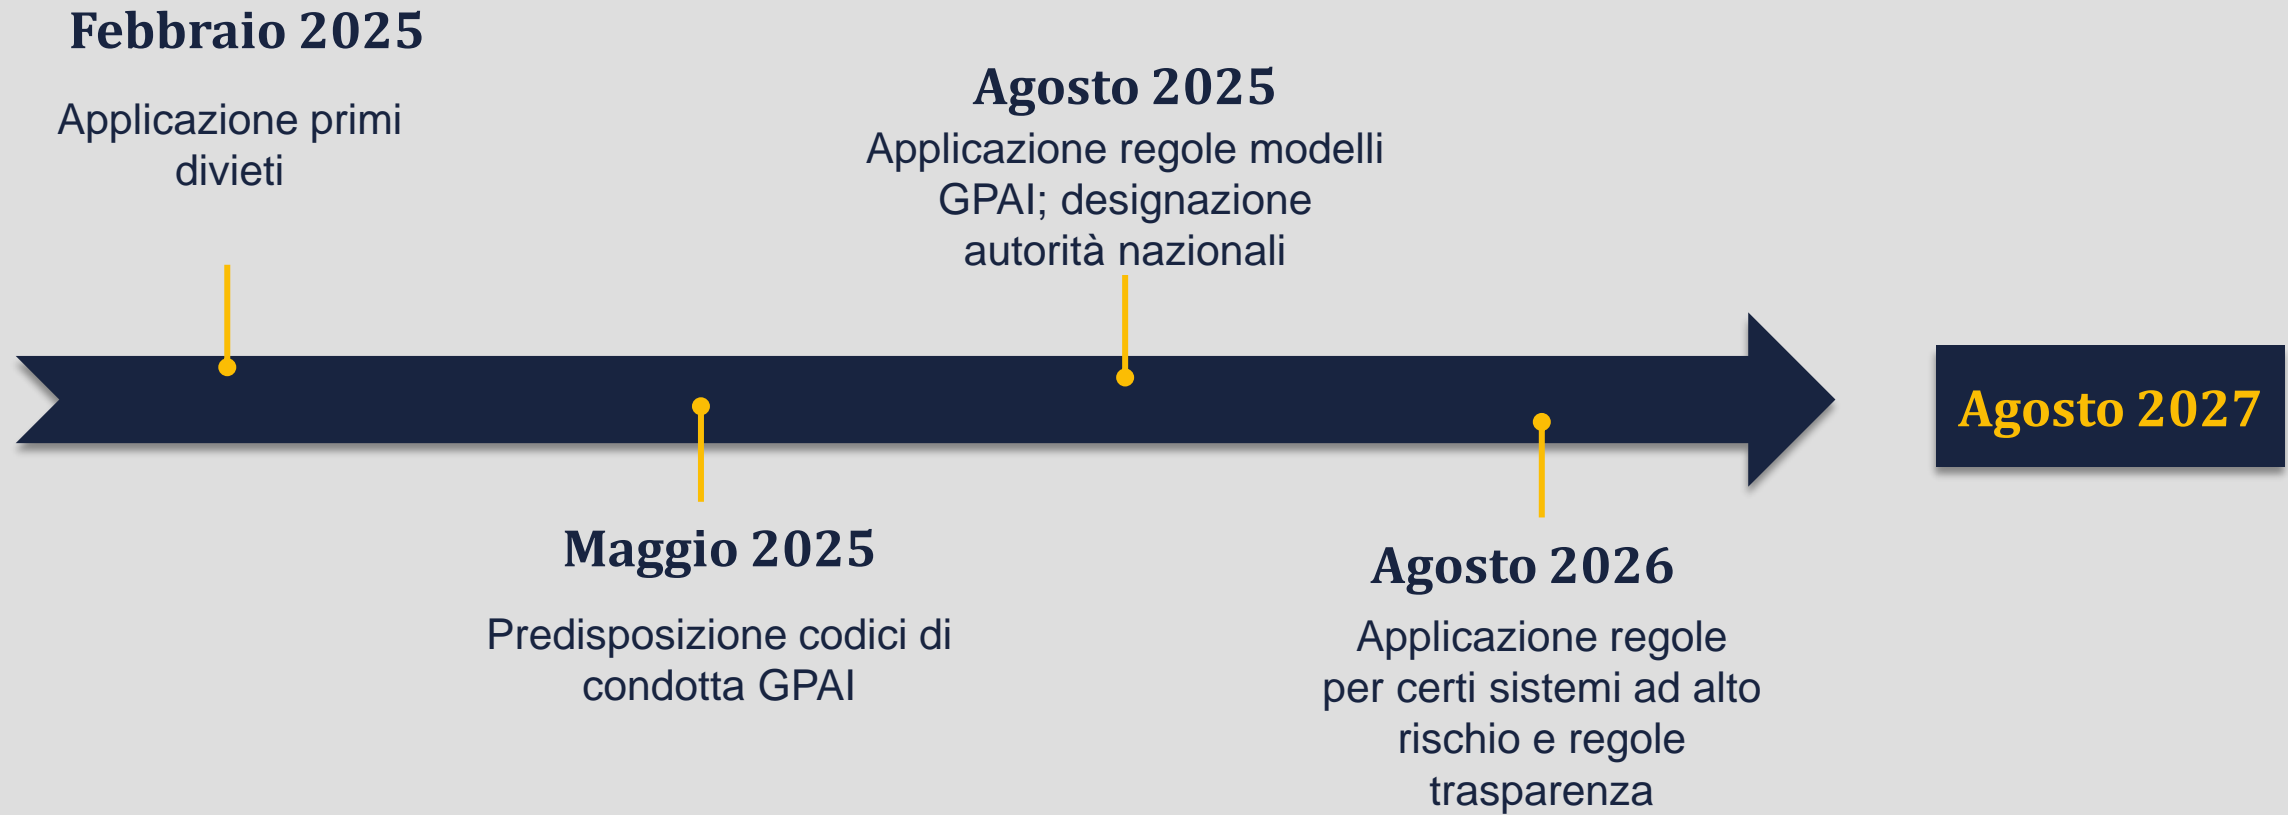 Febbraio 2025
Applicazione primi
divieti
Maggio 2025
Predisposizione codici di
condotta GPAI
Agosto 2025
Applicazione regole modelli
GPAI; designazione
autorità nazionali
Agosto 2026
Applicazione regole
per certi sistemi ad alto
rischio e regole
trasparenza
Agosto 2027